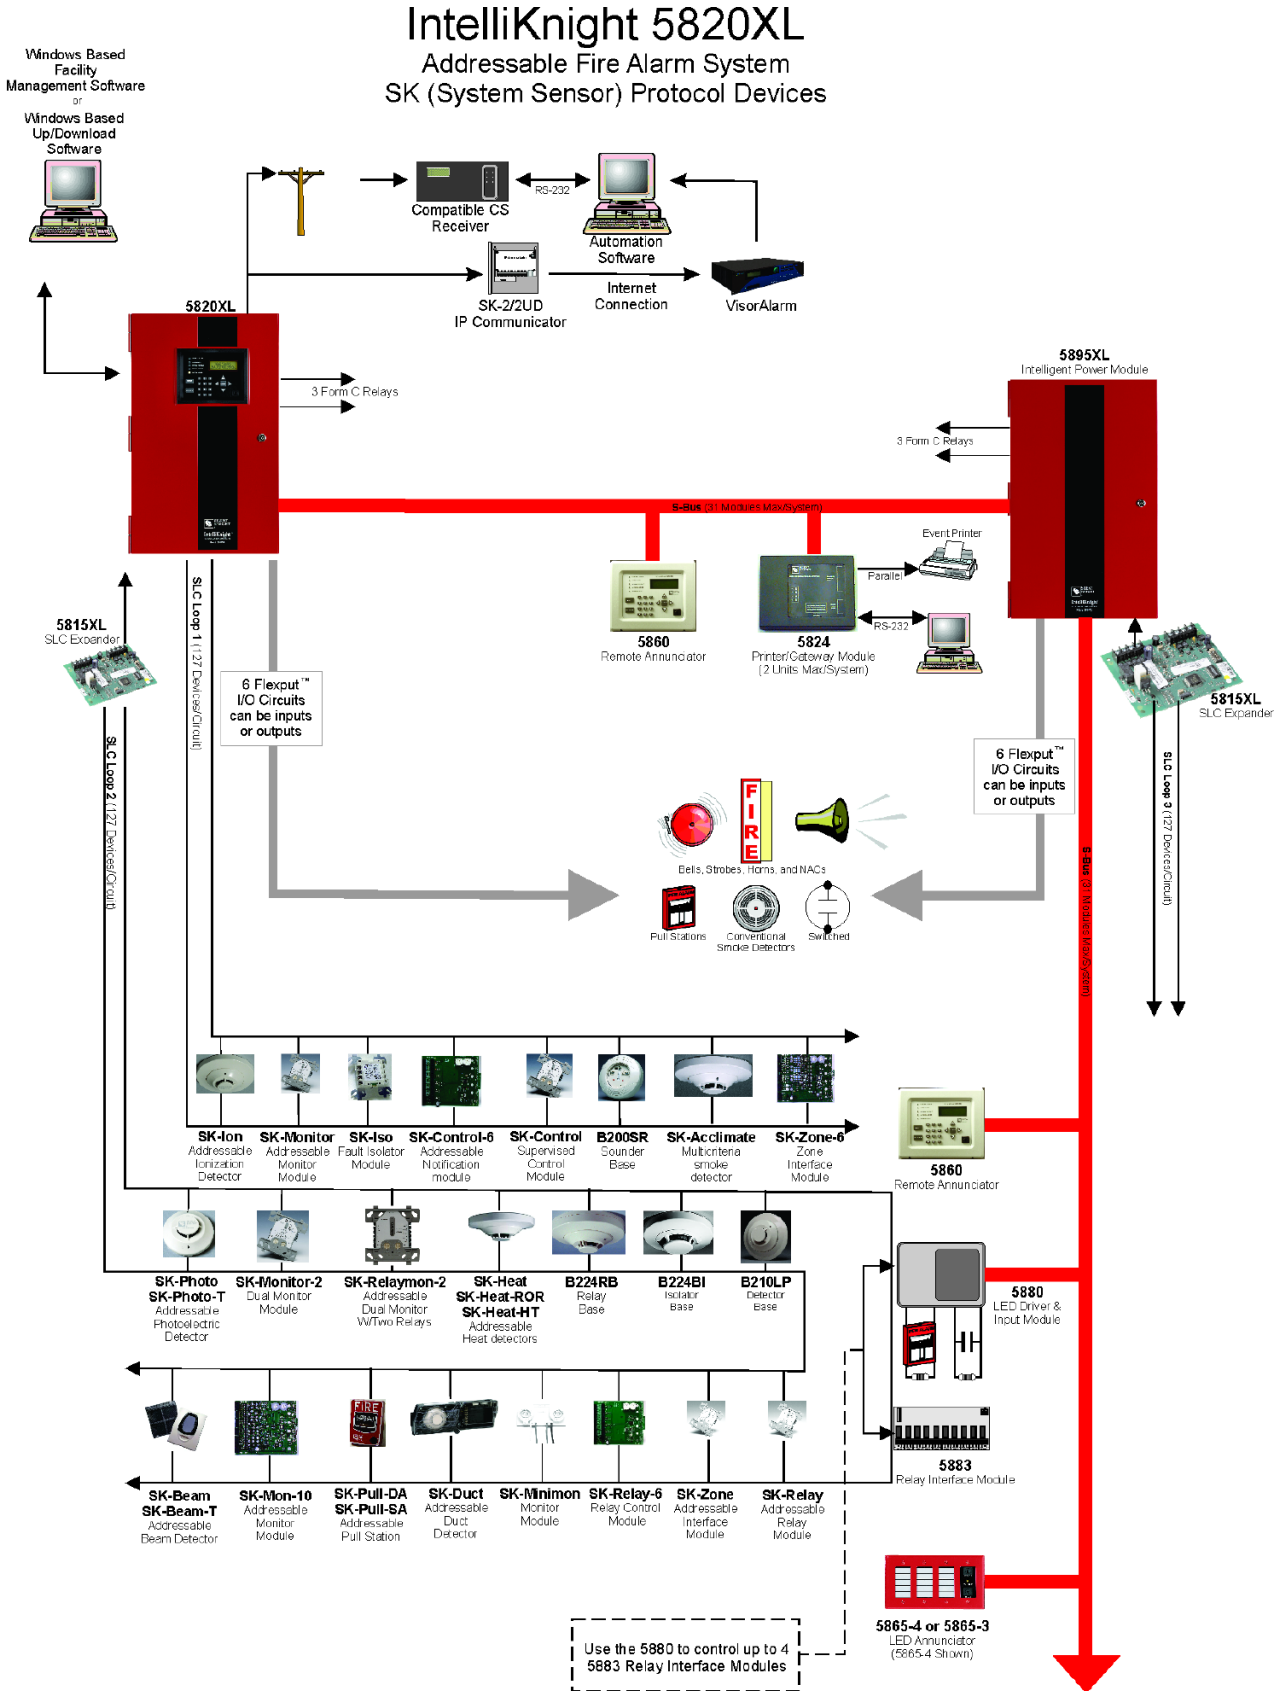 IntelliKnight 5820XL
Addressable Fire Alarm System
SK (System Sensor) Protocol Devices
Windows Based
Facility
Management Software
or
Windows Based
Up/Download
Software
Compatible CS
Receiver
RS-232
Automation
Software
SK-2/2UD
IP Communicator
Internet
Connection
VisorAlarm
5820XL
3 Form C Relays
5895XL
Intelligent Power Module
3 Form C Relays
S-Bus (31 Modules Max/System)
IntelliKnight
IntelliKnight
5860
Remote Annunciator
5824
Printer/Gateway Module
(2 Units Max/System)
Parallel
Event Printer
RS-232
5815XL
SLC Expander
SLC Loop 1 (127 Devices/Circuit)
SLC Loop 2 (127 Devices/Circuit)
6 Flexput™
I/O Circuits
can be inputs
or outputs
5815XL
SLC Expander
SLC Loop 3 (127 Devices/Circuit)
6 Flexput™
I/O Circuits
can be inputs
or outputs
S-Bus (31 Modules Max/System)
FIRE
Bells, Strobes, Horns, and NACs
Pull Stations
Conventional
Smoke Detectors
Switched
SK-Ion
Addressable
Ionization
Detector
SK-Monitor
Addressable
Monitor
Module
SK-Iso
Fault Isolator
Module
SK-Control-6
Addressable
Notification
module
SK-Control
Supervised
Control
Module
B200SR
Sounder
Base
SK-Acclimate
Multicriteria
smoke
detector
SK-Zone-6
Zone
Interface
Module
5860
Remote Annunciator
SK-Photo
SK-Photo-T
Addressable
Photoelectric
Detector
SK-Monitor-2
Dual Monitor
Module
SK-Relaymon-2
Addressable
Dual Monitor
W/Two Relays
SK-Heat
SK-Heat-ROR
SK-Heat-HT
Addressable
Heat detectors
B224RB
Relay
Base
B224BI
Isolator
Base
B210LP
Detector
Base
5880
LED Driver &
Input Module
FIRE
SK-Beam
SK-Beam-T
Addressable
Beam Detector
SK-Mon-10
Addressable
Monitor
Module
SK-Pull-DA
SK-Pull-SA
Addressable
Pull Station
SK-Duct
Addressable
Duct
Detector
SK-Minimon
Monitor
Module
SK-Relay-6
Relay Control
Module
SK-Zone
Addressable
Interface
Module
SK-Relay
Addressable
Relay
Module
5883
Relay Interface Module
5865-4 or 5865-3
LED Annunciator
(5865-4 Shown)
Use the 5880 to control up to 4
5883 Relay Interface Modules